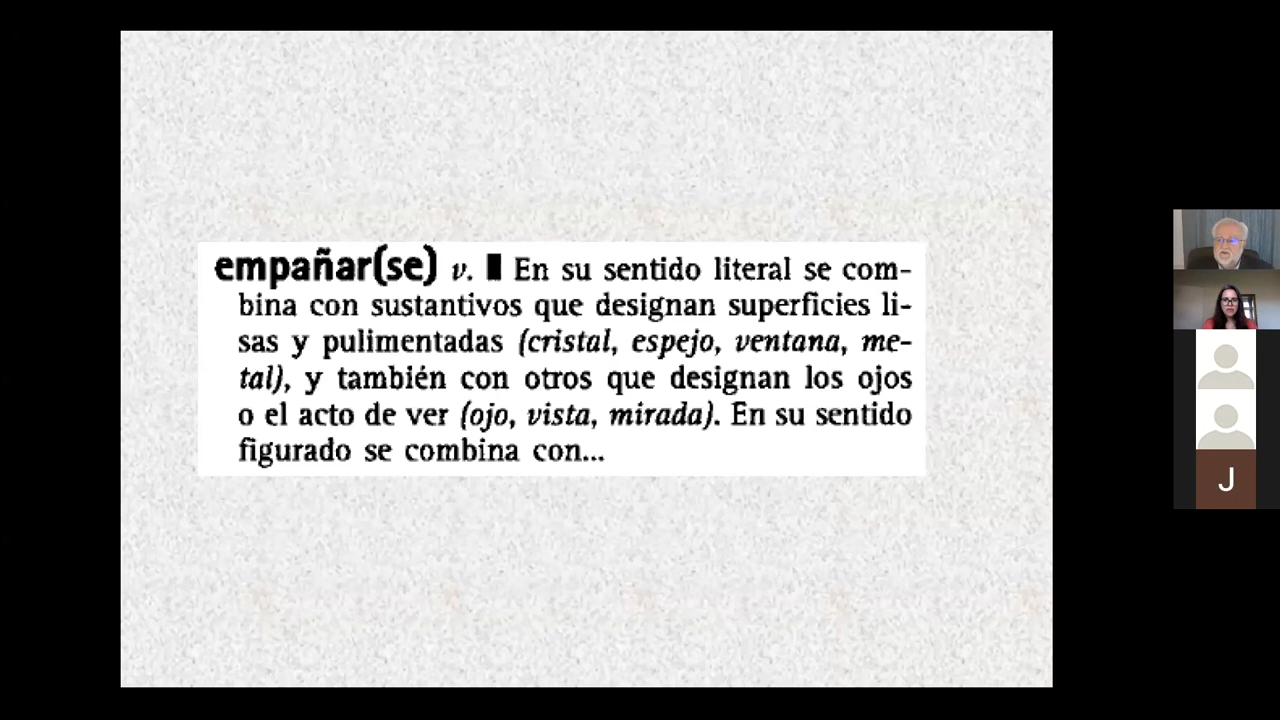 empañar(se) v. ▮ En su sentido literal se com-
bina con sustantivos que designan superficies li-
sas y pulimentadas (cristal, espejo, ventana, me-
tal), y también con otros que designan los ojos
o el acto de ver (ojo, vista, mirada). En su sentido
figurado se combina con...
J